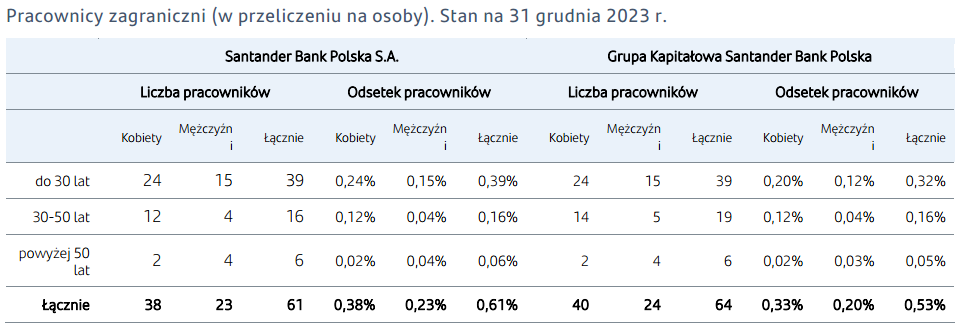 Pracownicy zagraniczni (w przeliczeniu na osoby). Stan na 31 grudnia 2023 r.
Santander Bank Polska S.A. Grupa Kapitałowa Santander Bank Polska
Liczba pracowników Odsetek pracowników Liczba pracowników Odsetek pracowników
Kobiety Mężczyźn i Łącznie Kobiety Mężczyźn i Łącznie Kobiety Mężczyźn i Łącznie Kobiety Mężczyźn i Łącznie
do 30 lat 24 15 39 0,24% 0,15% 0,39% 24 15 39 0,20% 0,12% 0,32%
30-50 lat 12 4 16 0,12% 0,04% 0,16% 14 5 19 0,12% 0,04% 0,16%
powyżej 50 lat 2 4 6 0,02% 0,04% 0,06% 2 4 6 0,02% 0,03% 0,05%
Łącznie 38 23 61 0,38% 0,23% 0,61% 40 24 64 0,33% 0,20% 0,53%